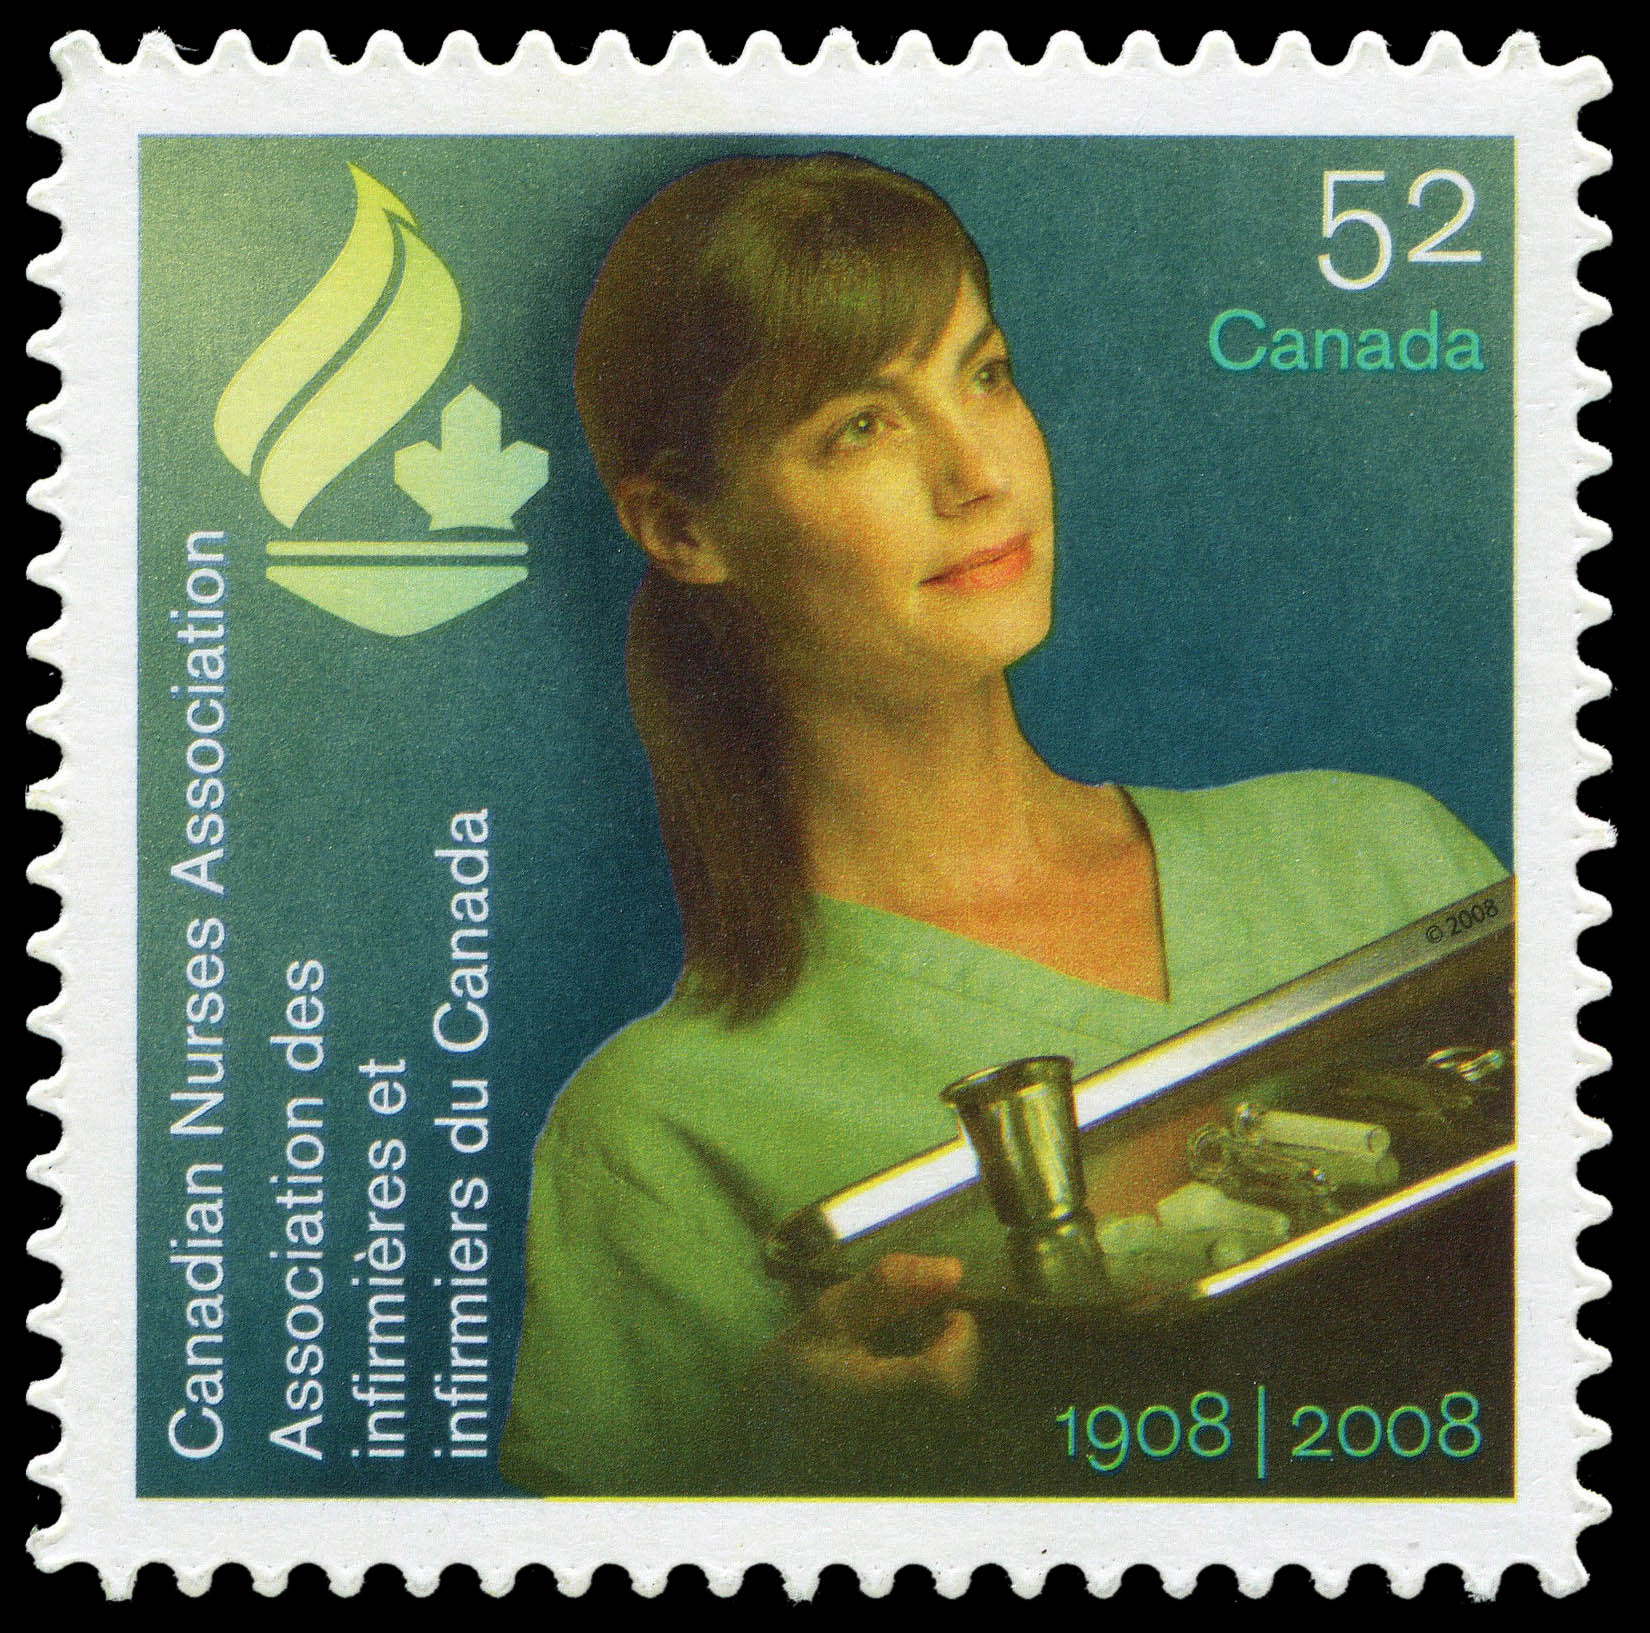 52
Canada
Canadian Nurses Association
Association des
infirmières et
infirmiers du Canada
© 2008
1908 | 2008